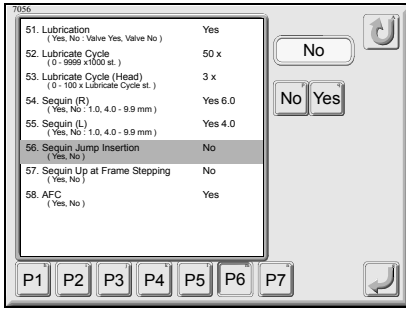 7056
51. Lubrication Yes
( Yes, No : Valve Yes, Valve No )
52. Lubricate Cycle 50 x
( 0 - 9999 x1000 st. )
53. Lubricate Cycle (Head) 3 x
( 0 - 100 x Lubricate Cycle st. )
54. Sequin (R) Yes 6.0
( Yes, No : 1.0, 4.0 - 9.9 mm )
55. Sequin (L) Yes 4.0
( Yes, No : 1.0, 4.0 - 9.9 mm )
56. Sequin Jump Insertion No
( Yes, No )
57. Sequin Up at Frame Stepping No
( Yes, No )
58. AFC Yes
( Yes, No )
No
No Yes
P1 P2 P3 P4 P5 P6 P7